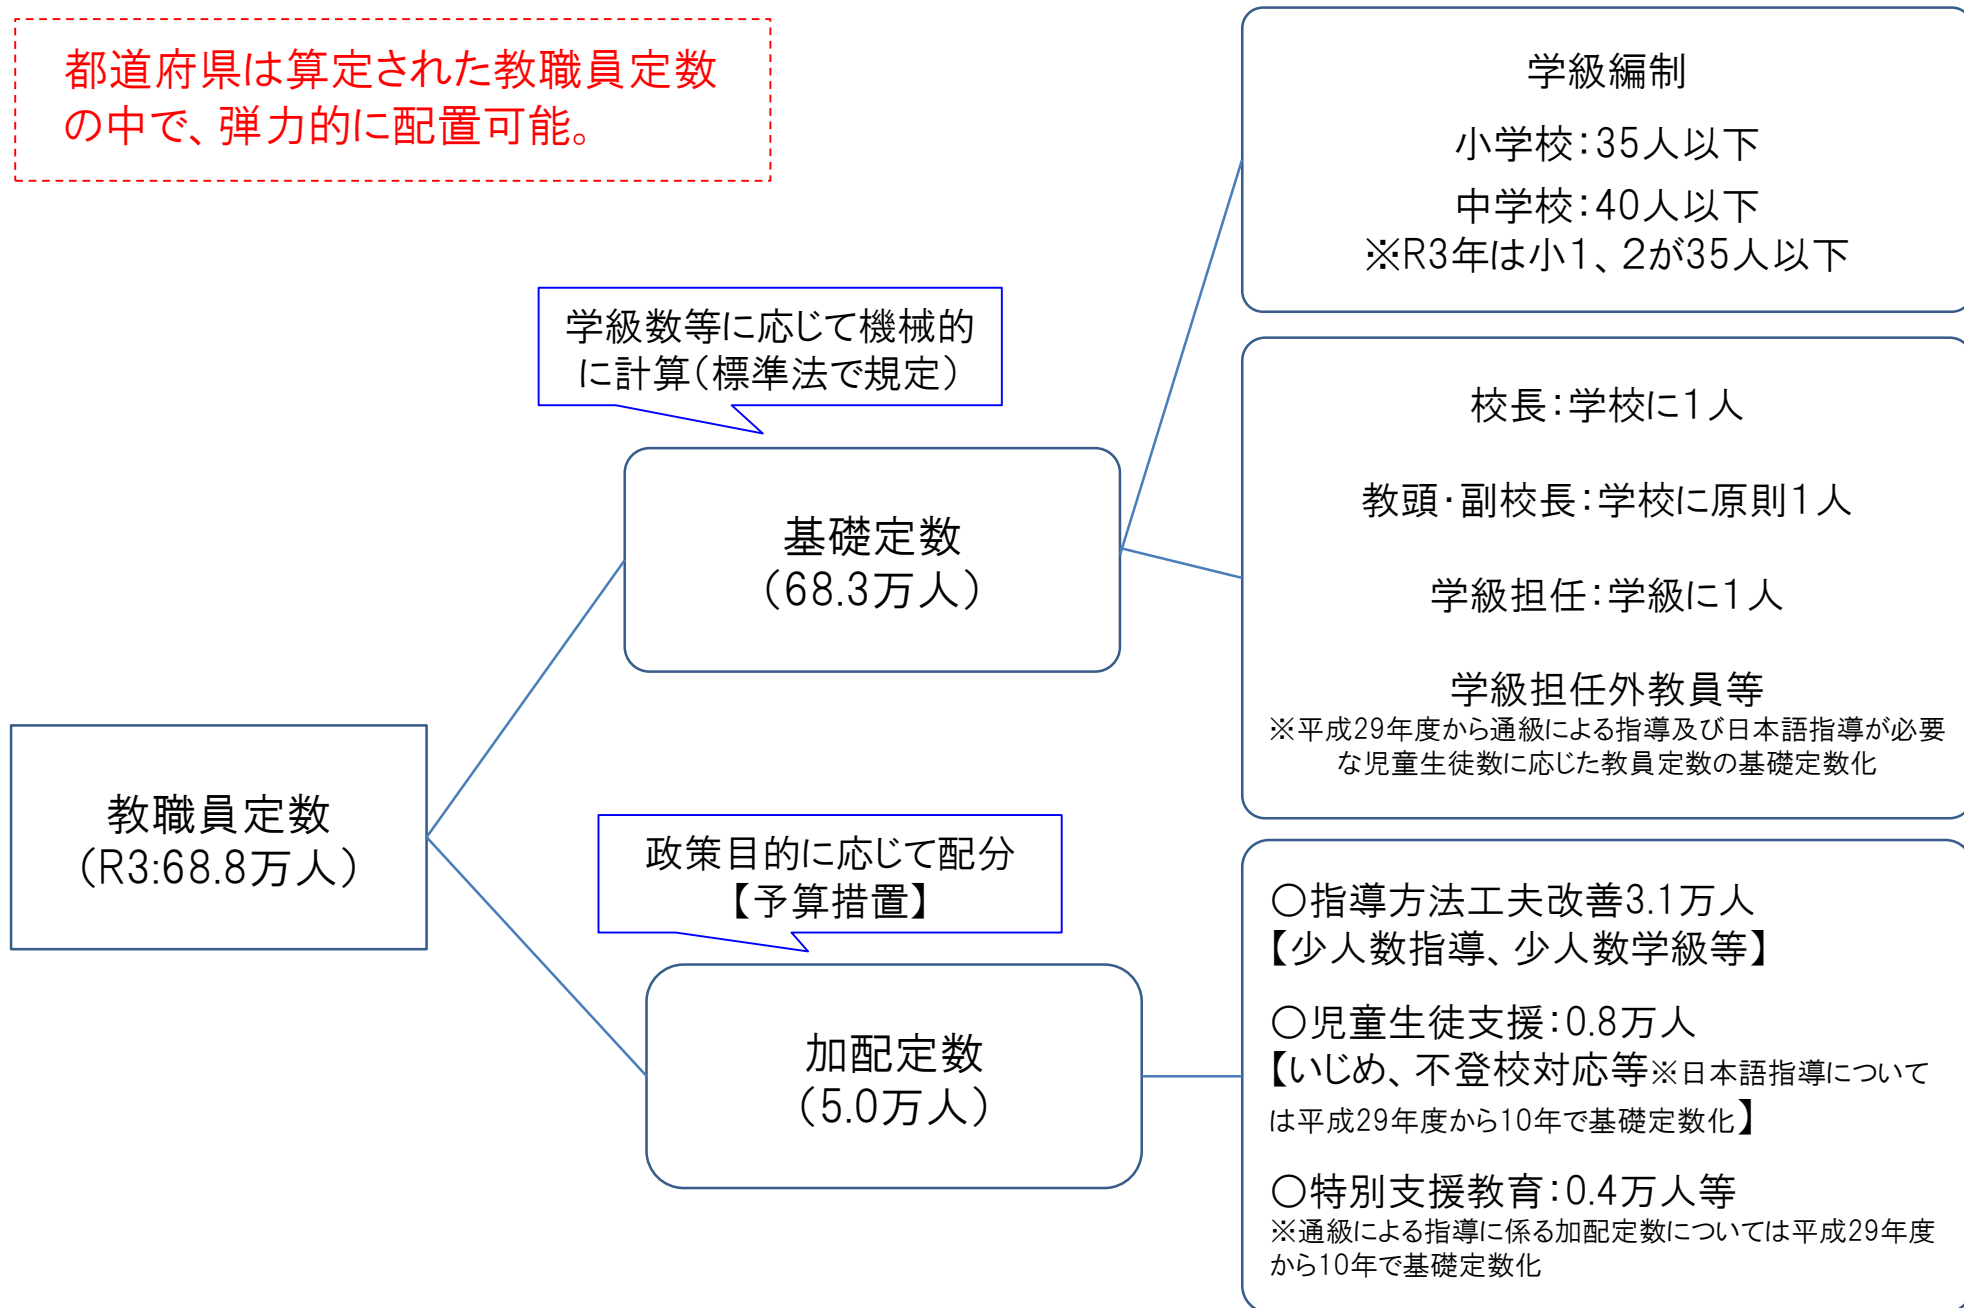 都道府県は算定された教職員定数
の中で、弾力的に配置可能。
学級数等に応じて機械的
に計算（標準法で規定）
教職員定数
（R3:68.8万人）
基礎定数
（68.3万人）
政策目的に応じて配分
【予算措置】
加配定数
（5.0万人）
学級編制
小学校：35人以下
中学校：40人以下
※R3年は小1、2が35人以下
校長：学校に1人
教頭・副校長：学校に原則1人
学級担任：学級に1人
学級担任外教員等
※平成29年度から通級による指導及び日本語指導が必要
な児童生徒数に応じた教員定数の基礎定数化
○指導方法工夫改善3.1万人
【少人数指導、少人数学級等】
○児童生徒支援：0.8万人
【いじめ、不登校対応等※日本語指導について
は平成29年度から10年で基礎定数化】
○特別支援教育：0.4万人等
※通級による指導に係る加配定数については平成29年度
から10年で基礎定数化